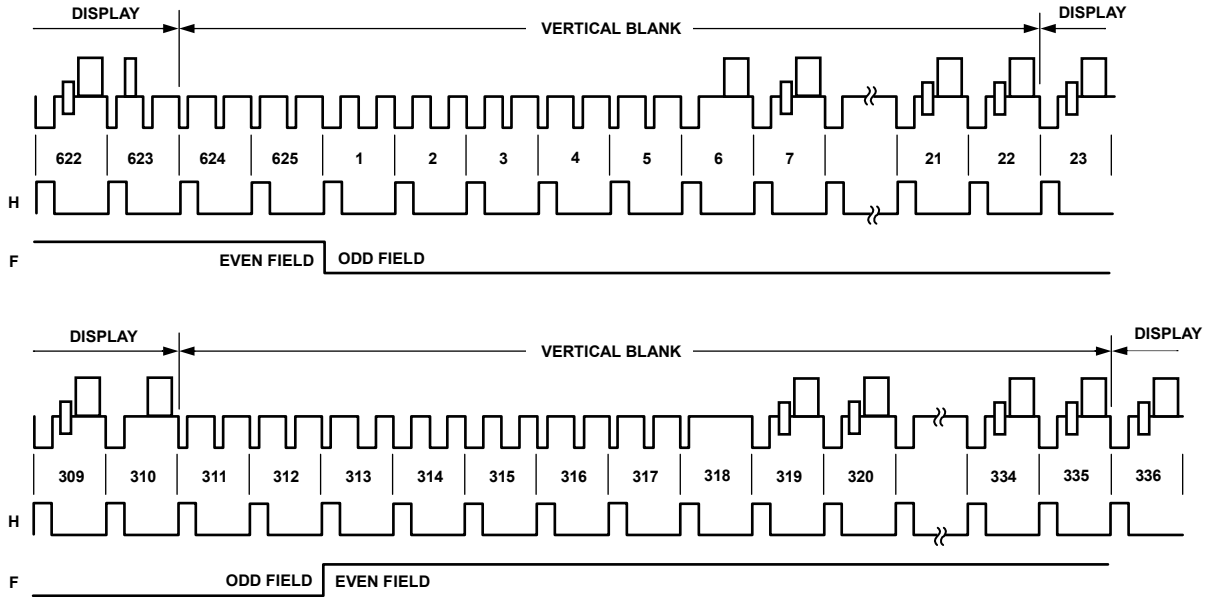 DISPLAY VERTICAL BLANK DISPLAY
622 623 624 625 1 2 3 4 5 6 7 21 22 23
H
F EVEN FIELD ODD FIELD
DISPLAY VERTICAL BLANK DISPLAY
309 310 311 312 313 314 315 316 317 318 319 320 334 335 336
H
F ODD FIELD EVEN FIELD